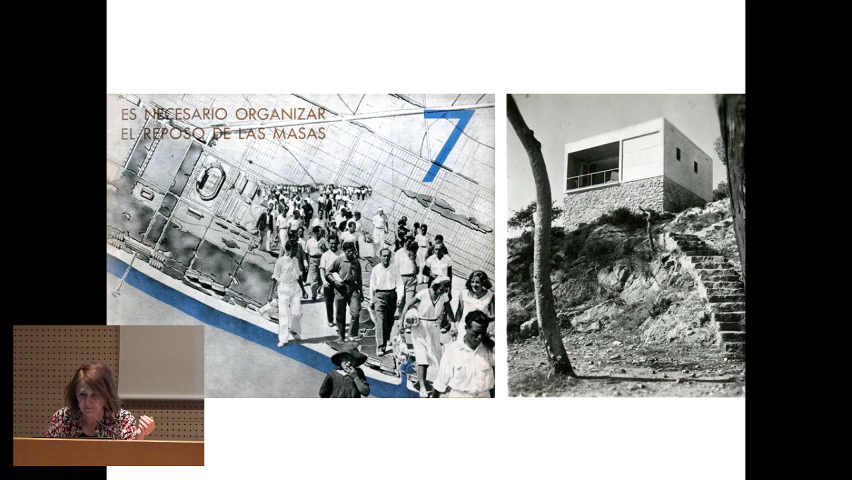 ES NECESARIO ORGANIZAR
EL REPOSO DE LAS MASAS
7